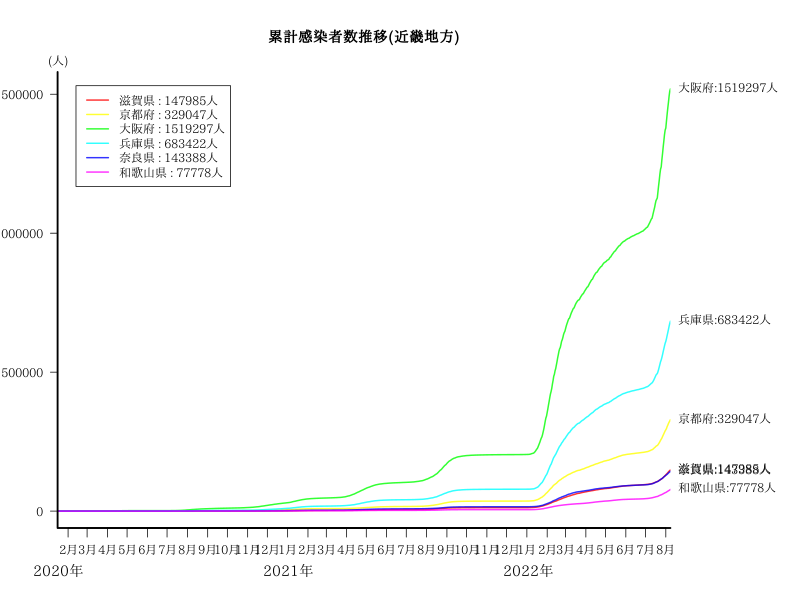 累計感染者数推移(近畿地方)
(人)
500000
000000
500000
0
滋賀県 : 147985人
京都府 : 329047人
大阪府 : 1519297人
兵庫県 : 683422人
奈良県 : 143388人
和歌山県 : 77778人
大阪府:1519297人
兵庫県:683422人
京都府:329047人
滋賀県:147985人
和歌山県:77778人
2月3月4月5月6月7月8月9月10月11月12月1月2月3月4月5月6月7月8月9月10月11月12月1月2月3月4月5月6月7月8月
2020年 2021年 2022年